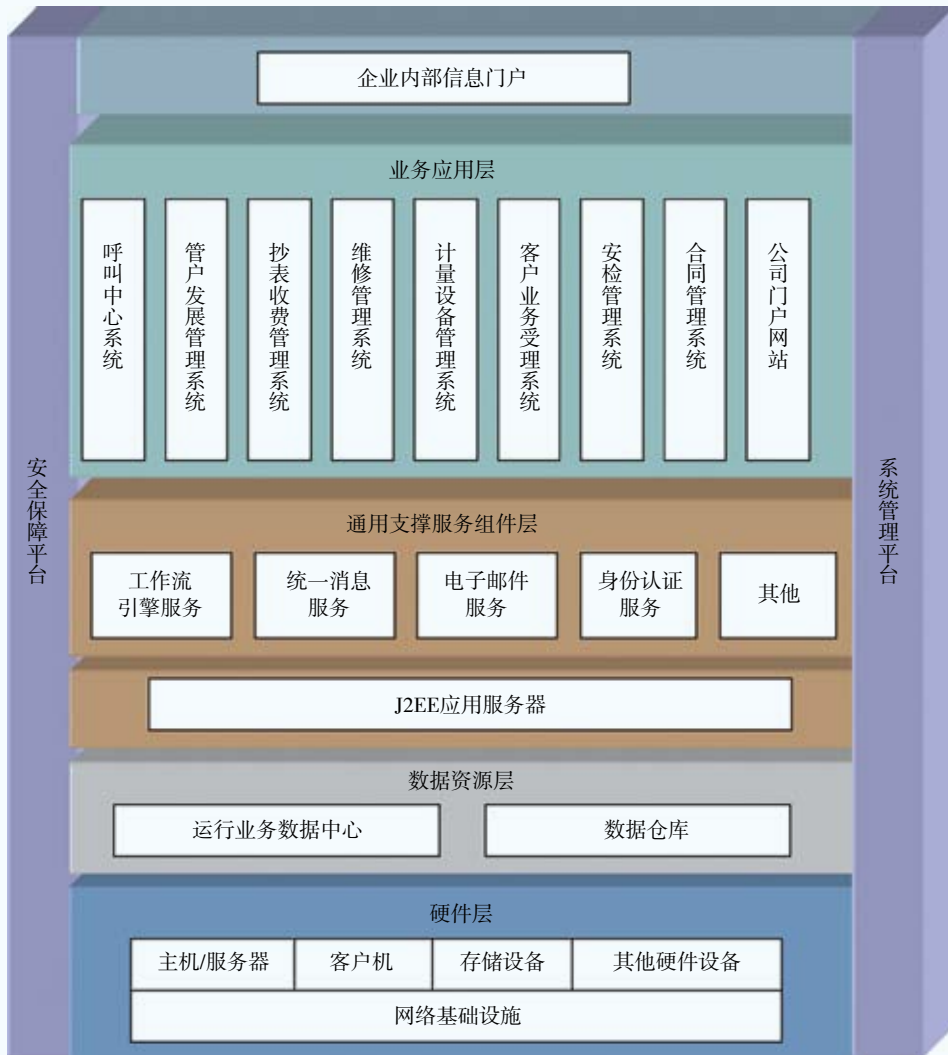 企业内部信息门户
业务应用层
呼叫中心系统
管户发展管理系统
抄表收费管理系统
维修管理系统
计量设备管理系统
客户业务受理系统
安检管理系统
合同管理系统
公司门户网站
安全保障平台
系统管理平台
通用支撑服务组件层
工作流
引擎服务
统一消息
服务
电子邮件
服务
身份认证
服务
其他
J2EE应用服务器
数据资源层
运行业务数据中心
数据仓库
硬件层
主机/服务器
客户机
存储设备
其他硬件设备
网络基础设施